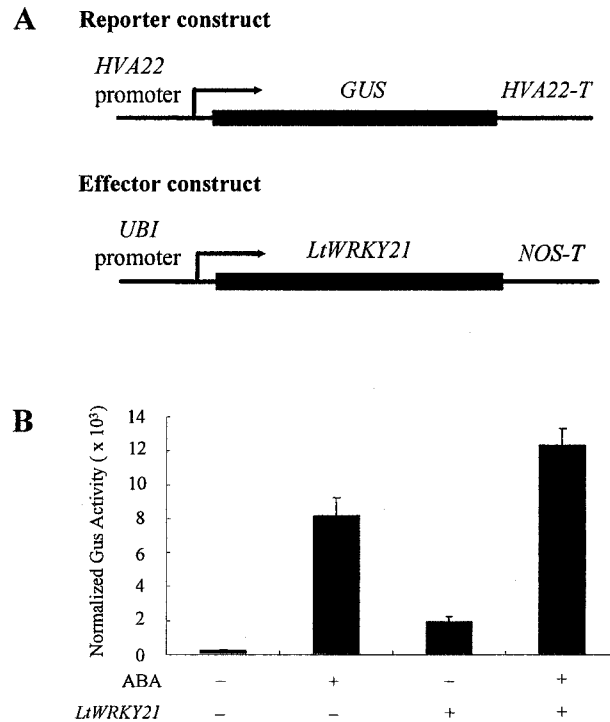 A Reporter construct
HVA22
promoter
GUS
HVA22-T
Effector construct
UBI
promoter
LtWRKY21
NOS-T
B
Normalized Gus Activity ( x 10³)
14
12
10
8
6
4
2
0
ABA – + – +
LtWRKY21 – – + +